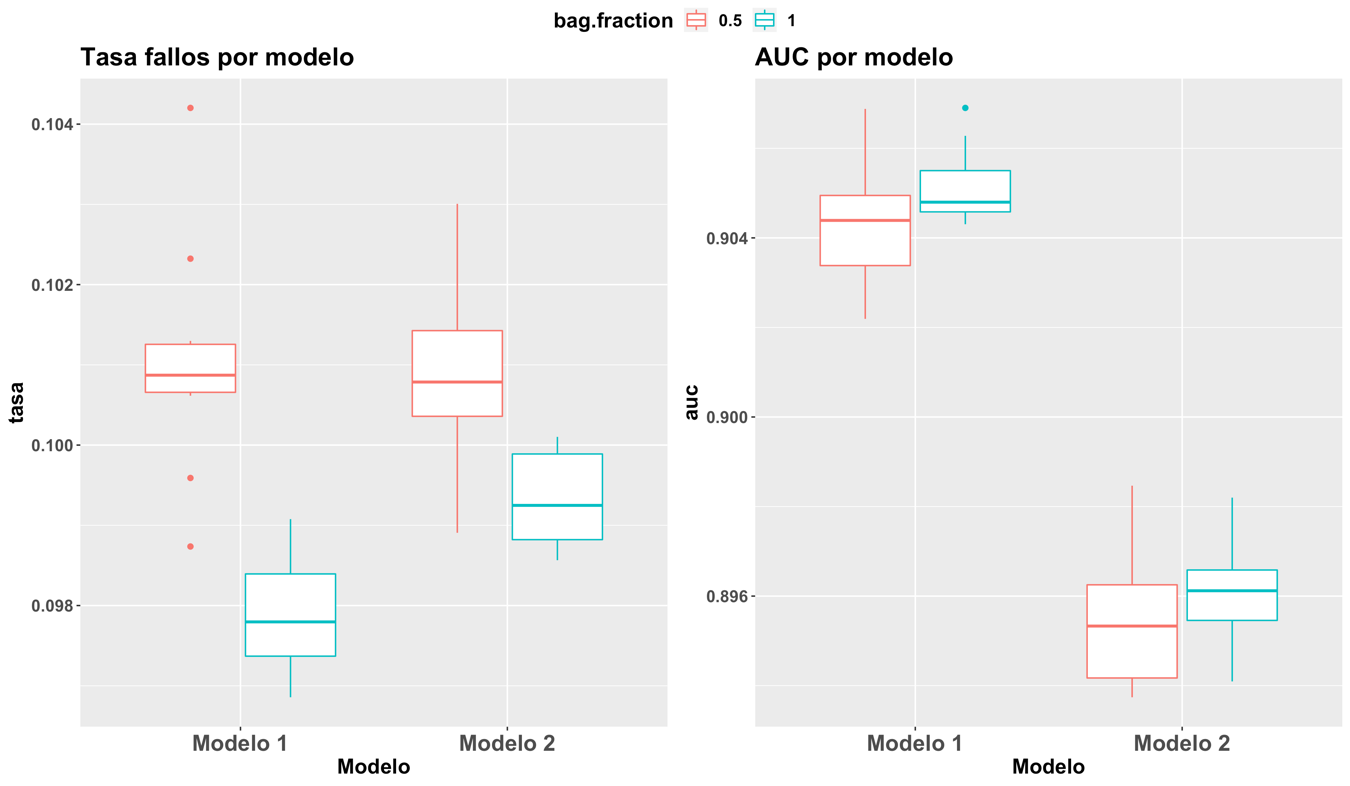 bag.fraction 0.5 1
Tasa fallos por modelo
tasa
0.104
0.102
0.100
0.098
Modelo 1 Modelo 2
Modelo
AUC por modelo
auc
0.904
0.900
0.896
Modelo 1 Modelo 2
Modelo